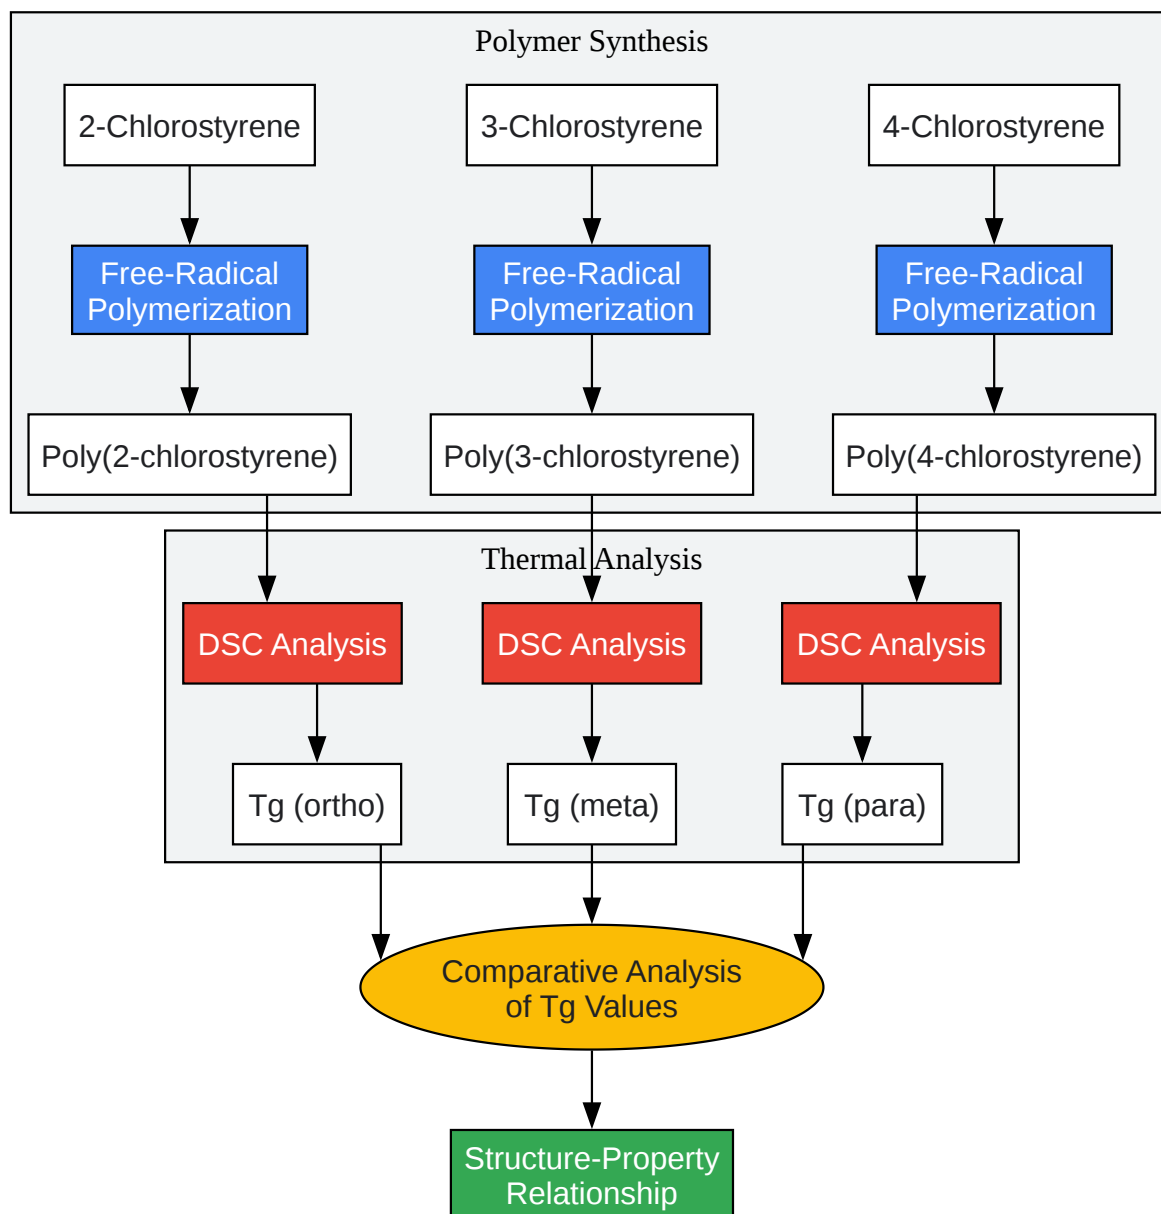 Polymer Synthesis
2-Chlorostyrene
3-Chlorostyrene
4-Chlorostyrene
Free-Radical
Polymerization
Free-Radical
Polymerization
Free-Radical
Polymerization
Poly(2-chlorostyrene)
Poly(3-chlorostyrene)
Poly(4-chlorostyrene)
Thermal Analysis
DSC Analysis
DSC Analysis
DSC Analysis
Tg (ortho)
Tg (meta)
Tg (para)
Comparative Analysis
of Tg Values
Structure-Property
Relationship